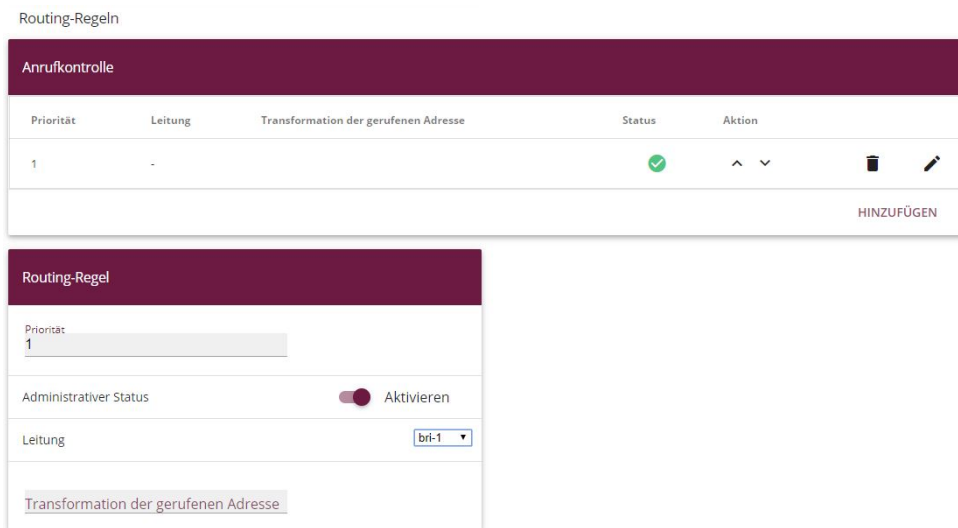 Routing-Regeln
Anrufkontrolle
Priorität Leitung Transformation der gerufenen Adresse Status Aktion
1 -
HINZUFÜGEN
Routing-Regel
Priorität
1
Administrativer Status Aktivieren
Leitung bri-1
Transformation der gerufenen Adresse